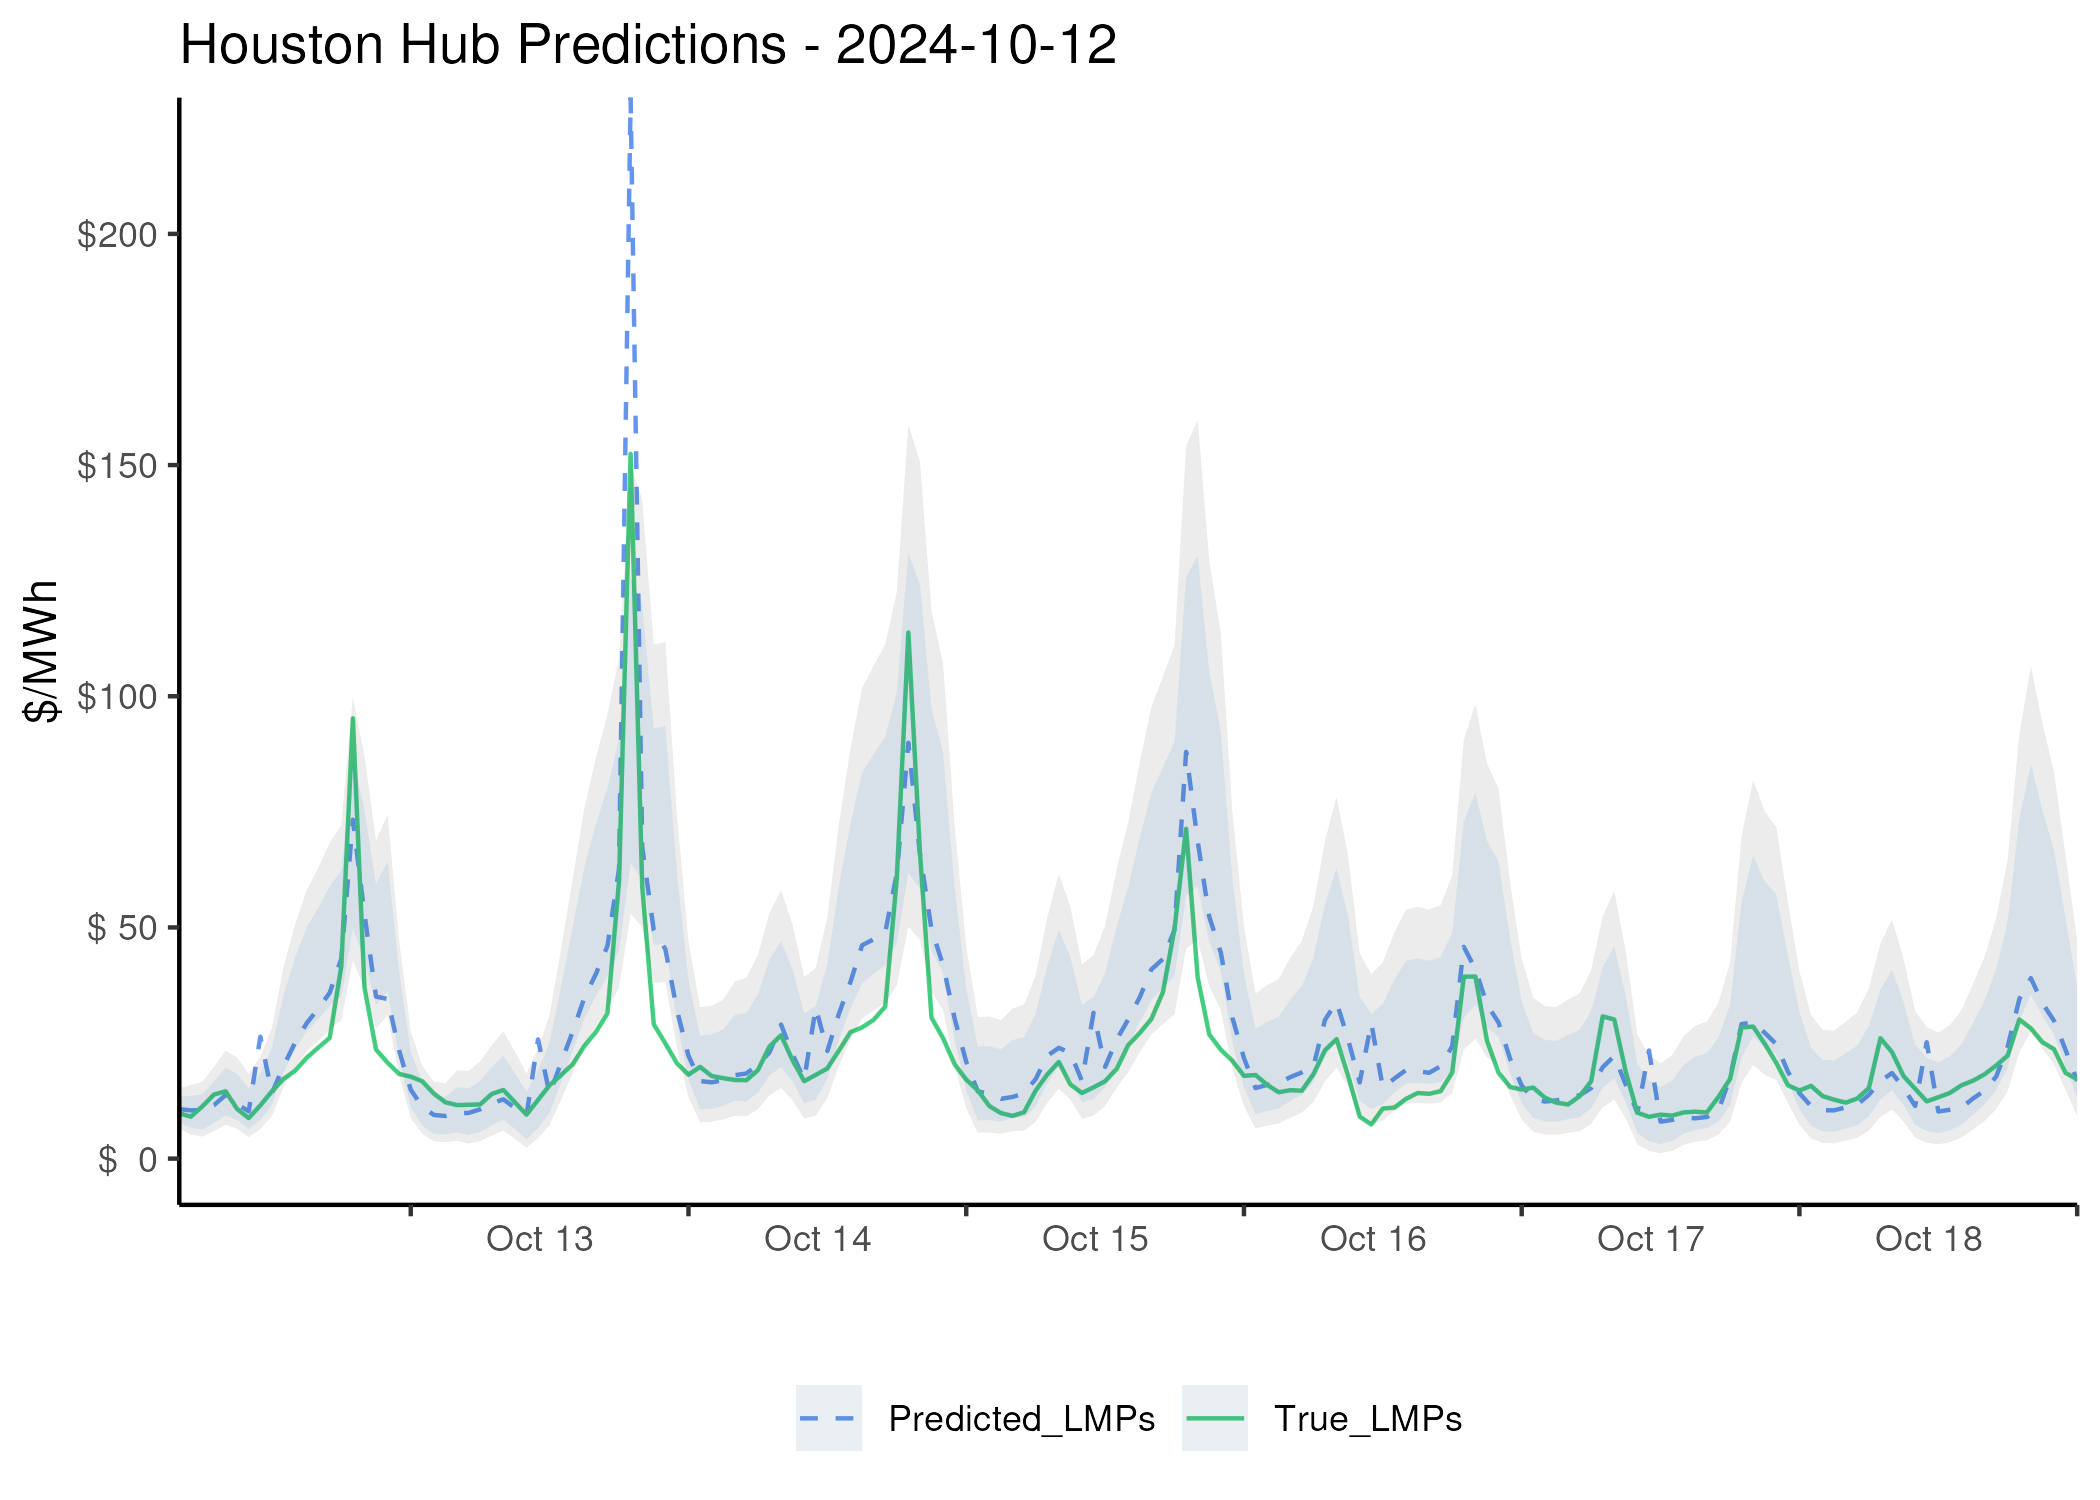 Houston Hub Predictions - 2024-10-12
$/MWh
$200
$150
$100
$ 50
$  0
Oct 13 Oct 14 Oct 15 Oct 16 Oct 17 Oct 18
Predicted_LMPs True_LMPs